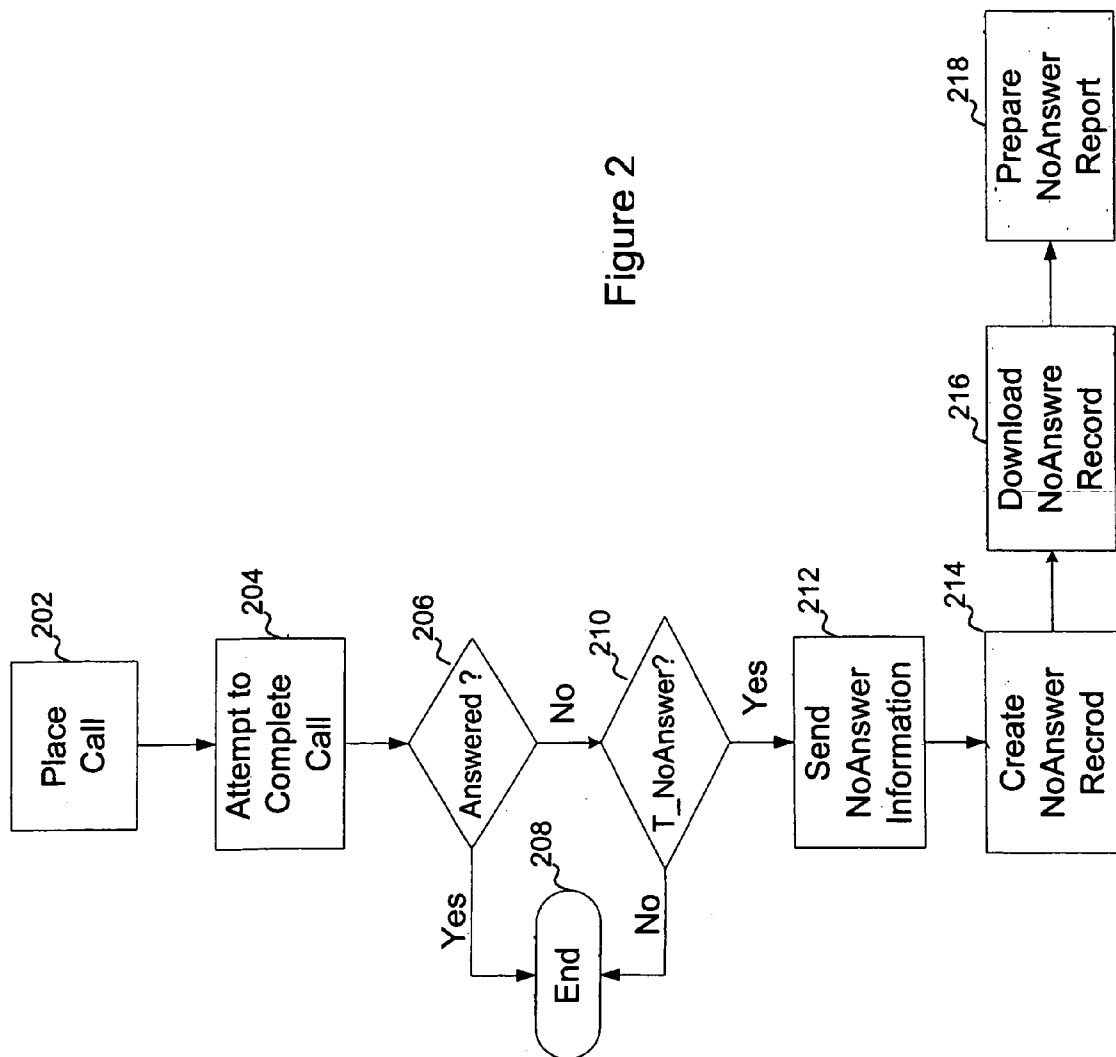 202
Place
Call
204
Attempt to
Complete
Call
206
Answered ?
Yes
No
208
End
210
T_NoAnswer?
No
Yes
212
Send
NoAnswer
Information
214
Create
NoAnswer
Recrod
216
Download
NoAnswre
Record
218
Prepare
NoAnswer
Report
Figure 2